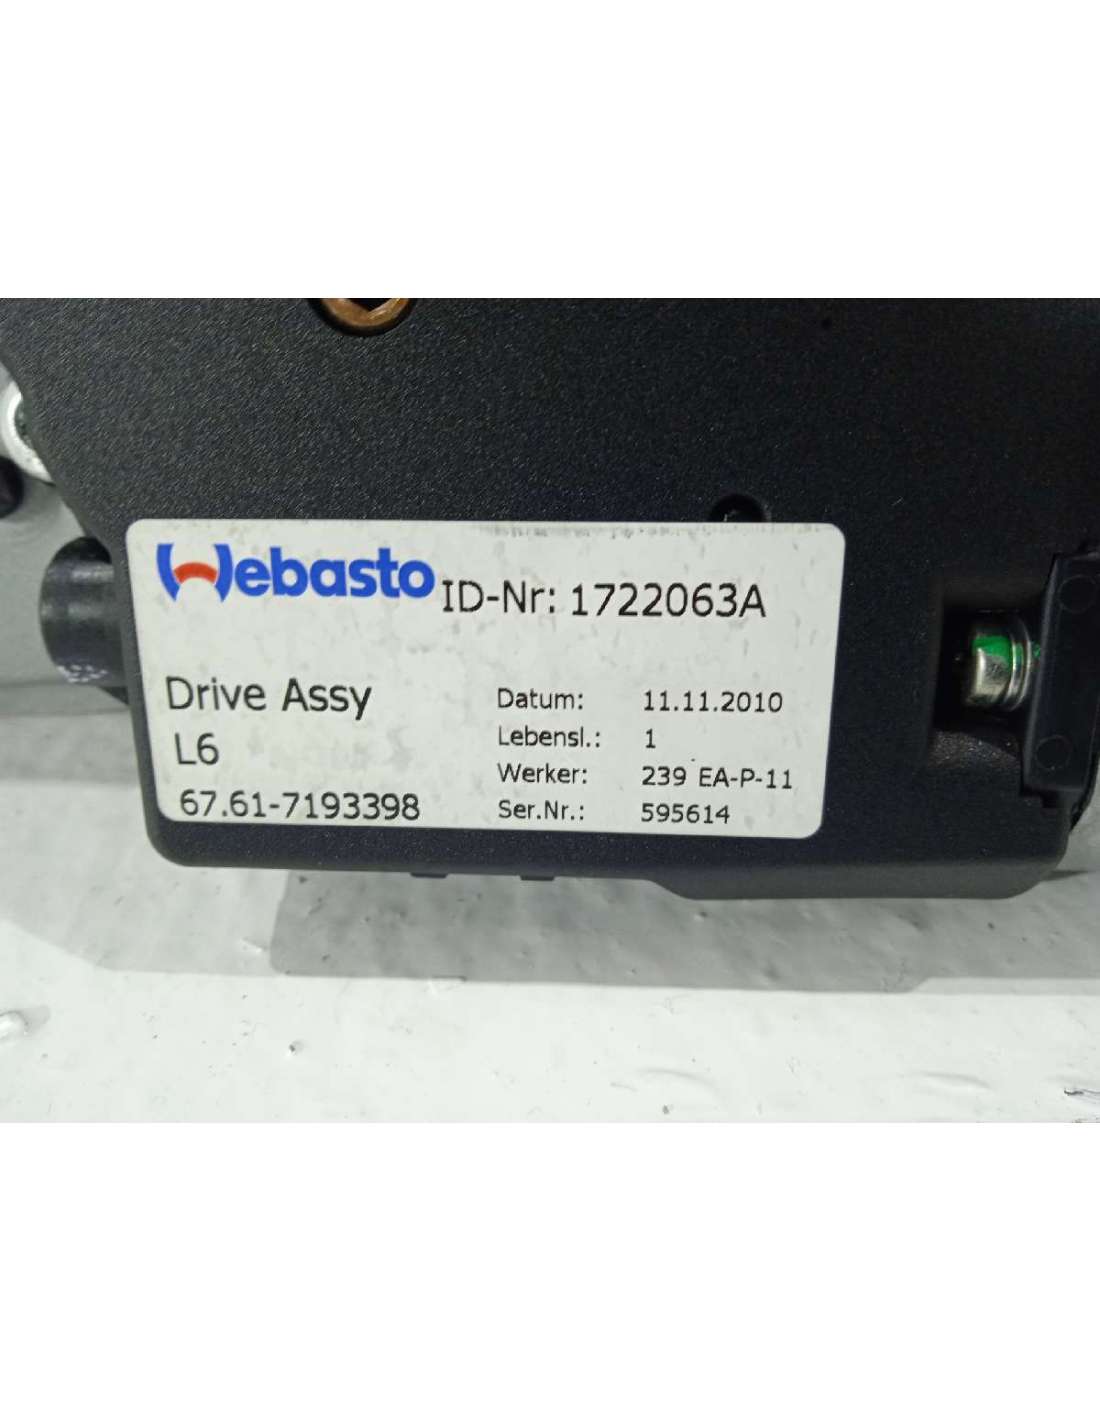 Webasto ID-Nr: 1722063A
Drive Assy
L6
67.61-7193398
Datum: 11.11.2010
Lebensl.: 1
Werker: 239 EA-P-11
Ser.Nr.: 595614